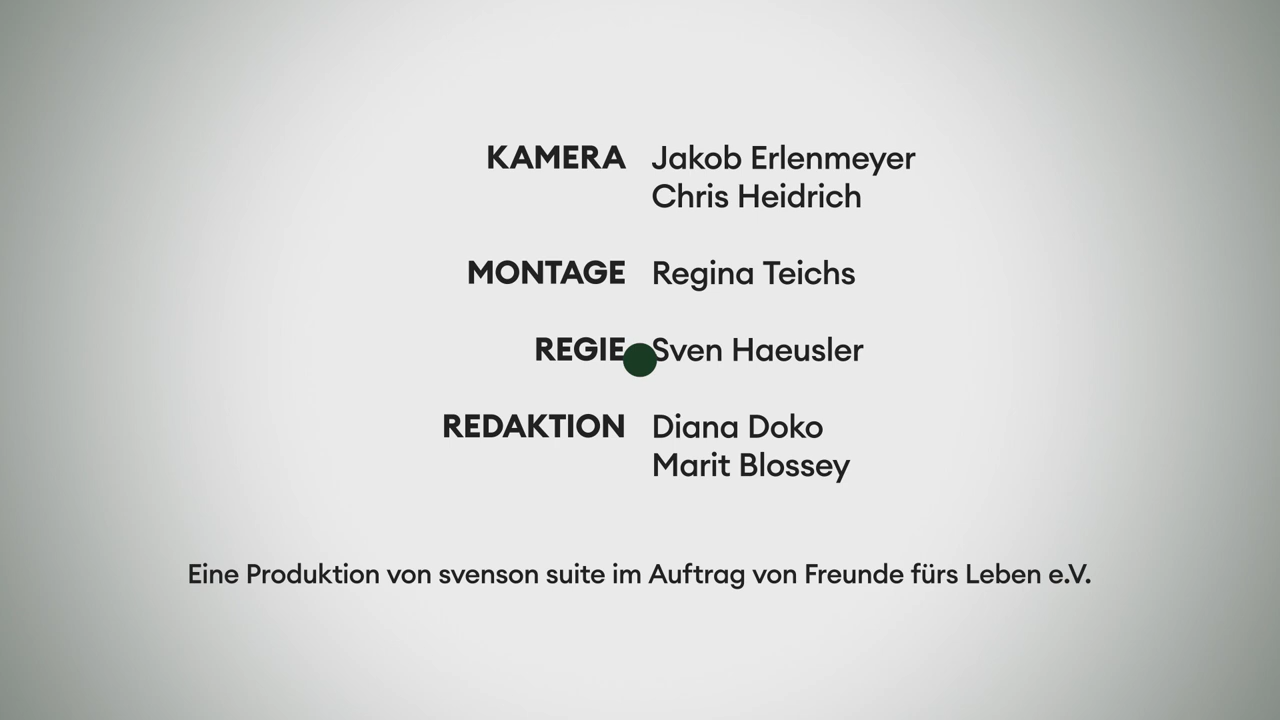 KAMERA Jakob Erlenmeyer
Chris Heidrich
MONTAGE Regina Teichs
REGIE Sven Haeusler
REDAKTION Diana Doko
Marit Blossey
Eine Produktion von svenson suite im Auftrag von Freunde fürs Leben e.V.